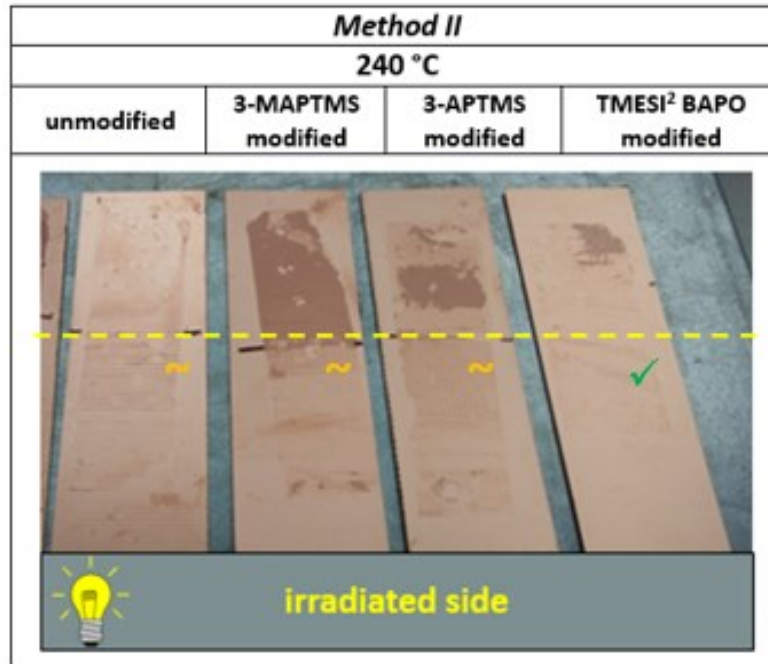 Method II
240 °C
unmodified
3-MAPTMS
modified
3-APTMS
modified
TMESI² BAPO
modified
~ ~ ~ ✓
irradiated side